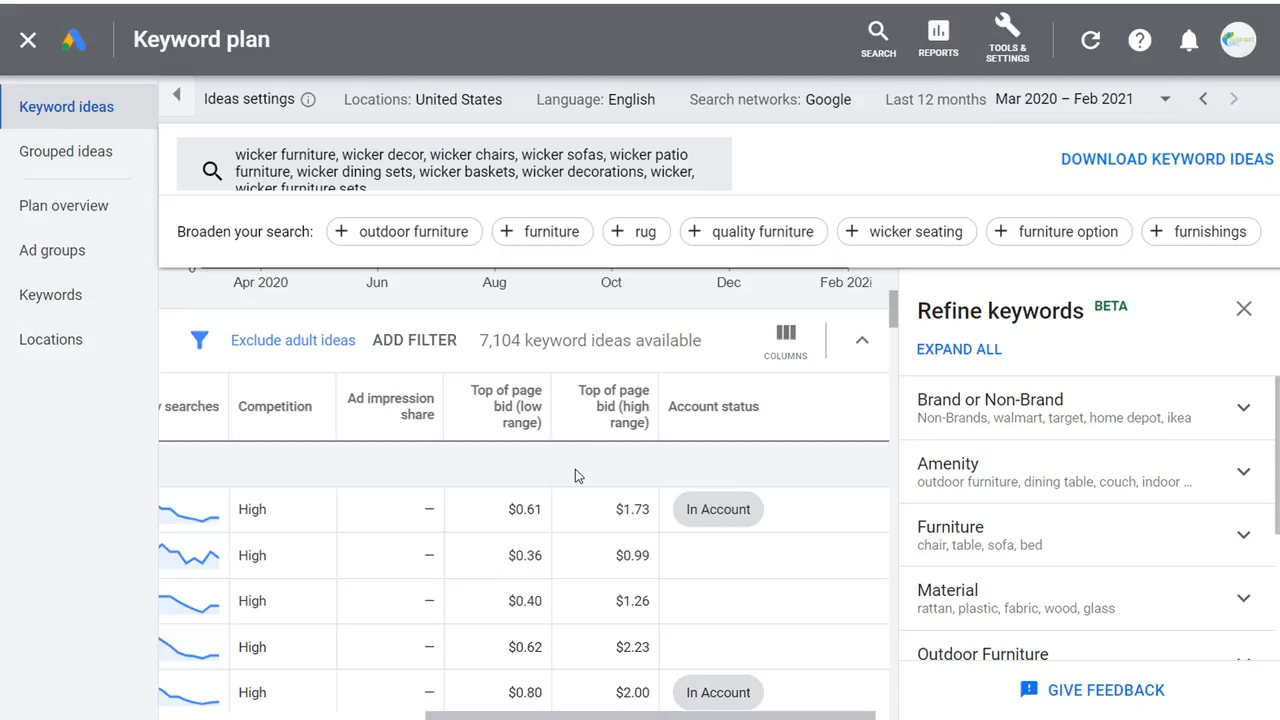 Keyword plan
SEARCH
REPORTS
TOOLS &
SETTINGS
Keyword ideas
Grouped ideas
Plan overview
Ad groups
Keywords
Locations
Ideas settings
Locations: United States
Language: English
Search networks: Google
Last 12 months Mar 2020 – Feb 2021
wicker furniture, wicker decor, wicker chairs, wicker sofas, wicker patio
furniture, wicker dining sets, wicker baskets, wicker decorations, wicker,
wicker furniture sets
DOWNLOAD KEYWORD IDEAS
Broaden your search:
+ outdoor furniture
+ furniture
+ rug
+ quality furniture
+ wicker seating
+ furniture option
+ furnishings
0
Apr 2020
Jun
Aug
Oct
Dec
Feb 202
Exclude adult ideas
ADD FILTER
7,104 keyword ideas available
COLUMNS
searches
Competition
Ad impression
share
Top of page
bid (low
range)
Top of page
bid (high
range)
Account status
High – $0.61 $1.73 In Account
High – $0.36 $0.99
High – $0.40 $1.26
High – $0.62 $2.23
High – $0.80 $2.00 In Account
Refine keywords BETA
EXPAND ALL
Brand or Non-Brand
Non-Brands, walmart, target, home depot, ikea
Amenity
outdoor furniture, dining table, couch, indoor ...
Furniture
chair, table, sofa, bed
Material
rattan, plastic, fabric, wood, glass
Outdoor Furniture
GIVE FEEDBACK